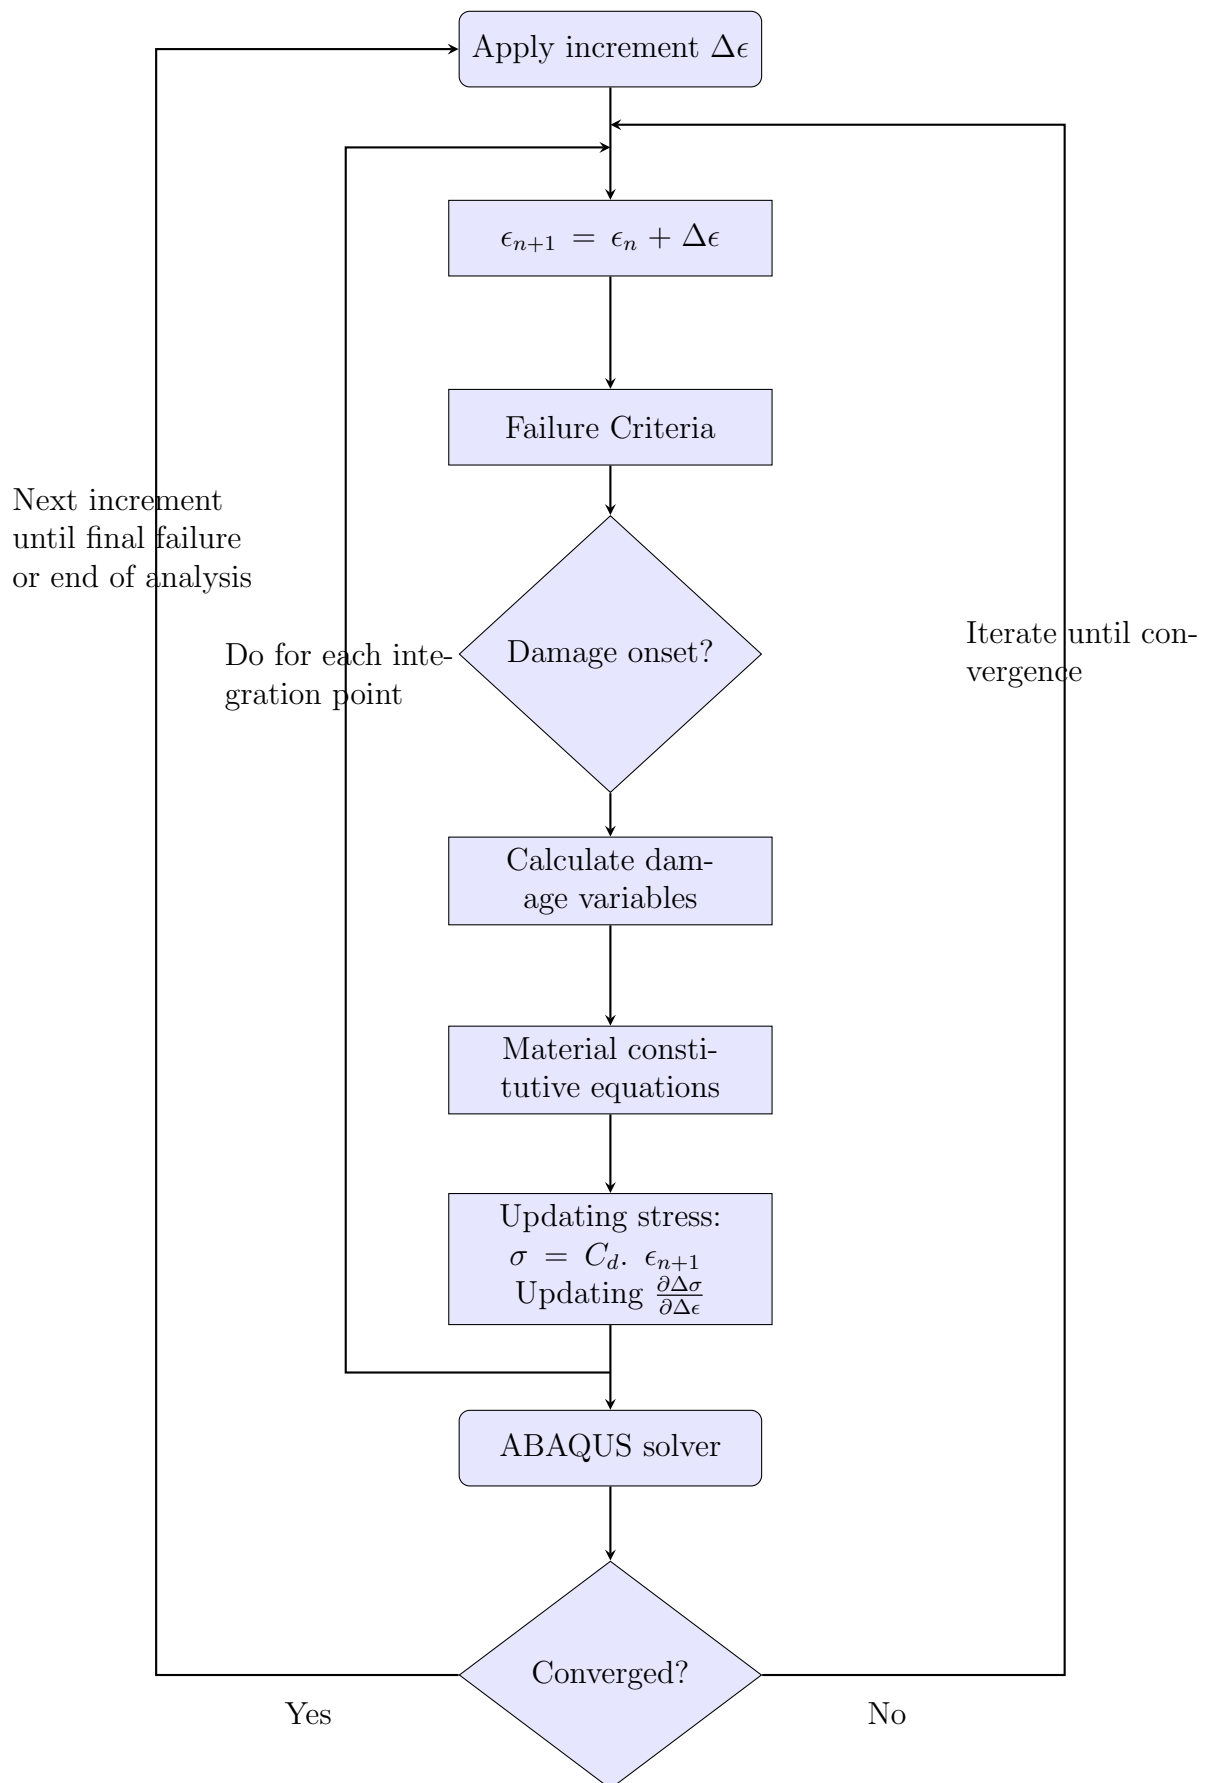 Apply increment Δϵ
ϵₙ₊₁ = ϵₙ + Δϵ
Failure Criteria
Next increment
until final failure
or end of analysis
Damage onset?
Do for each inte-
gration point
Iterate until con-
vergence
Calculate dam-
age variables
Material consti-
tutive equations
Updating stress:
σ = C_d. ϵₙ₊₁
Updating ∂Δσ/∂Δϵ
ABAQUS solver
Converged?
Yes
No